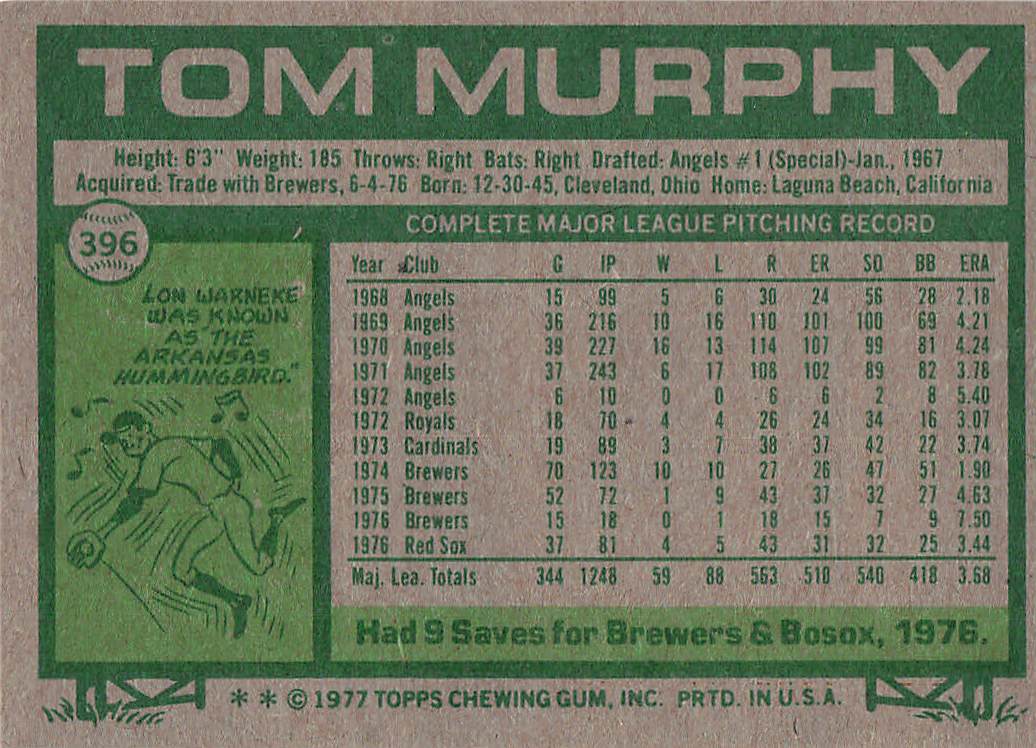 TOM MURPHY
Height: 6'3" Weight: 185 Throws: Right Bats: Right Drafted: Angels #1 (Special)-Jan., 1967
Acquired: Trade with Brewers, 6-4-76 Born: 12-30-45, Cleveland, Ohio Home: Laguna Beach, California
396
LON WARNEKE
WAS KNOWN
AS THE
ARKANSAS
HUMMINGBIRD."
COMPLETE MAJOR LEAGUE PITCHING RECORD
Year Club G IP W L R ER SO BB ERA
1968 Angels 15 99 5 6 30 24 56 28 2.18
1969 Angels 36 216 10 16 110 101 100 69 4.21
1970 Angels 39 227 16 13 114 107 99 81 4.24
1971 Angels 37 243 6 17 108 102 89 82 3.78
1972 Angels 6 10 0 0 6 6 2 8 5.40
1972 Royals 18 70 4 4 26 24 34 16 3.07
1973 Cardinals 19 89 3 7 38 37 42 22 3.74
1974 Brewers 70 123 10 10 27 26 47 51 1.90
1975 Brewers 52 72 1 9 43 37 32 27 4.63
1976 Brewers 15 18 0 1 18 15 7 9 7.50
1976 Red Sox 37 81 4 5 43 31 32 25 3.44
Maj. Lea. Totals 344 1248 59 88 563 510 540 418 3.68
Had 9 Saves for Brewers & Bosox, 1976.
* * © 1977 TOPPS CHEWING GUM, INC. PRTD. IN U.S.A.